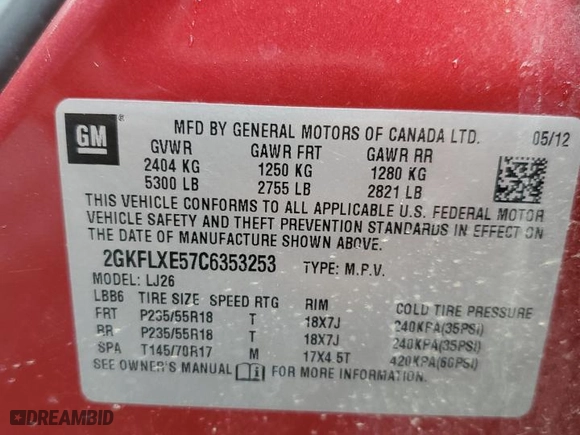 GM
®
MFD BY GENERAL MOTORS OF CANADA LTD. 05/12
GVWR GAWR FRT GAWR RR
2404 KG 1250 KG 1280 KG
5300 LB 2755 LB 2821 LB
THIS VEHICLE CONFORMS TO ALL APPLICABLE U.S. FEDERAL MOTOR
VEHICLE SAFETY AND THEFT PREVENTION STANDARDS IN EFFECT ON
THE DATE OF MANUFACTURE SHOWN ABOVE.
2GKFLXE57C6353253 TYPE: M.P.V.
MODEL: LJ26
LBB6 TIRE SIZE SPEED RTG RIM COLD TIRE PRESSURE
FRT P235/55R18 T 18X7J 240KPA(35PSI)
RR P235/55R18 T 18X7J 240KPA(35PSI)
SPA T145/70R17 M 17X4.5T 420KPA(60PSI)
SEE OWNER'S MANUAL FOR MORE INFORMATION.
DREAMBID